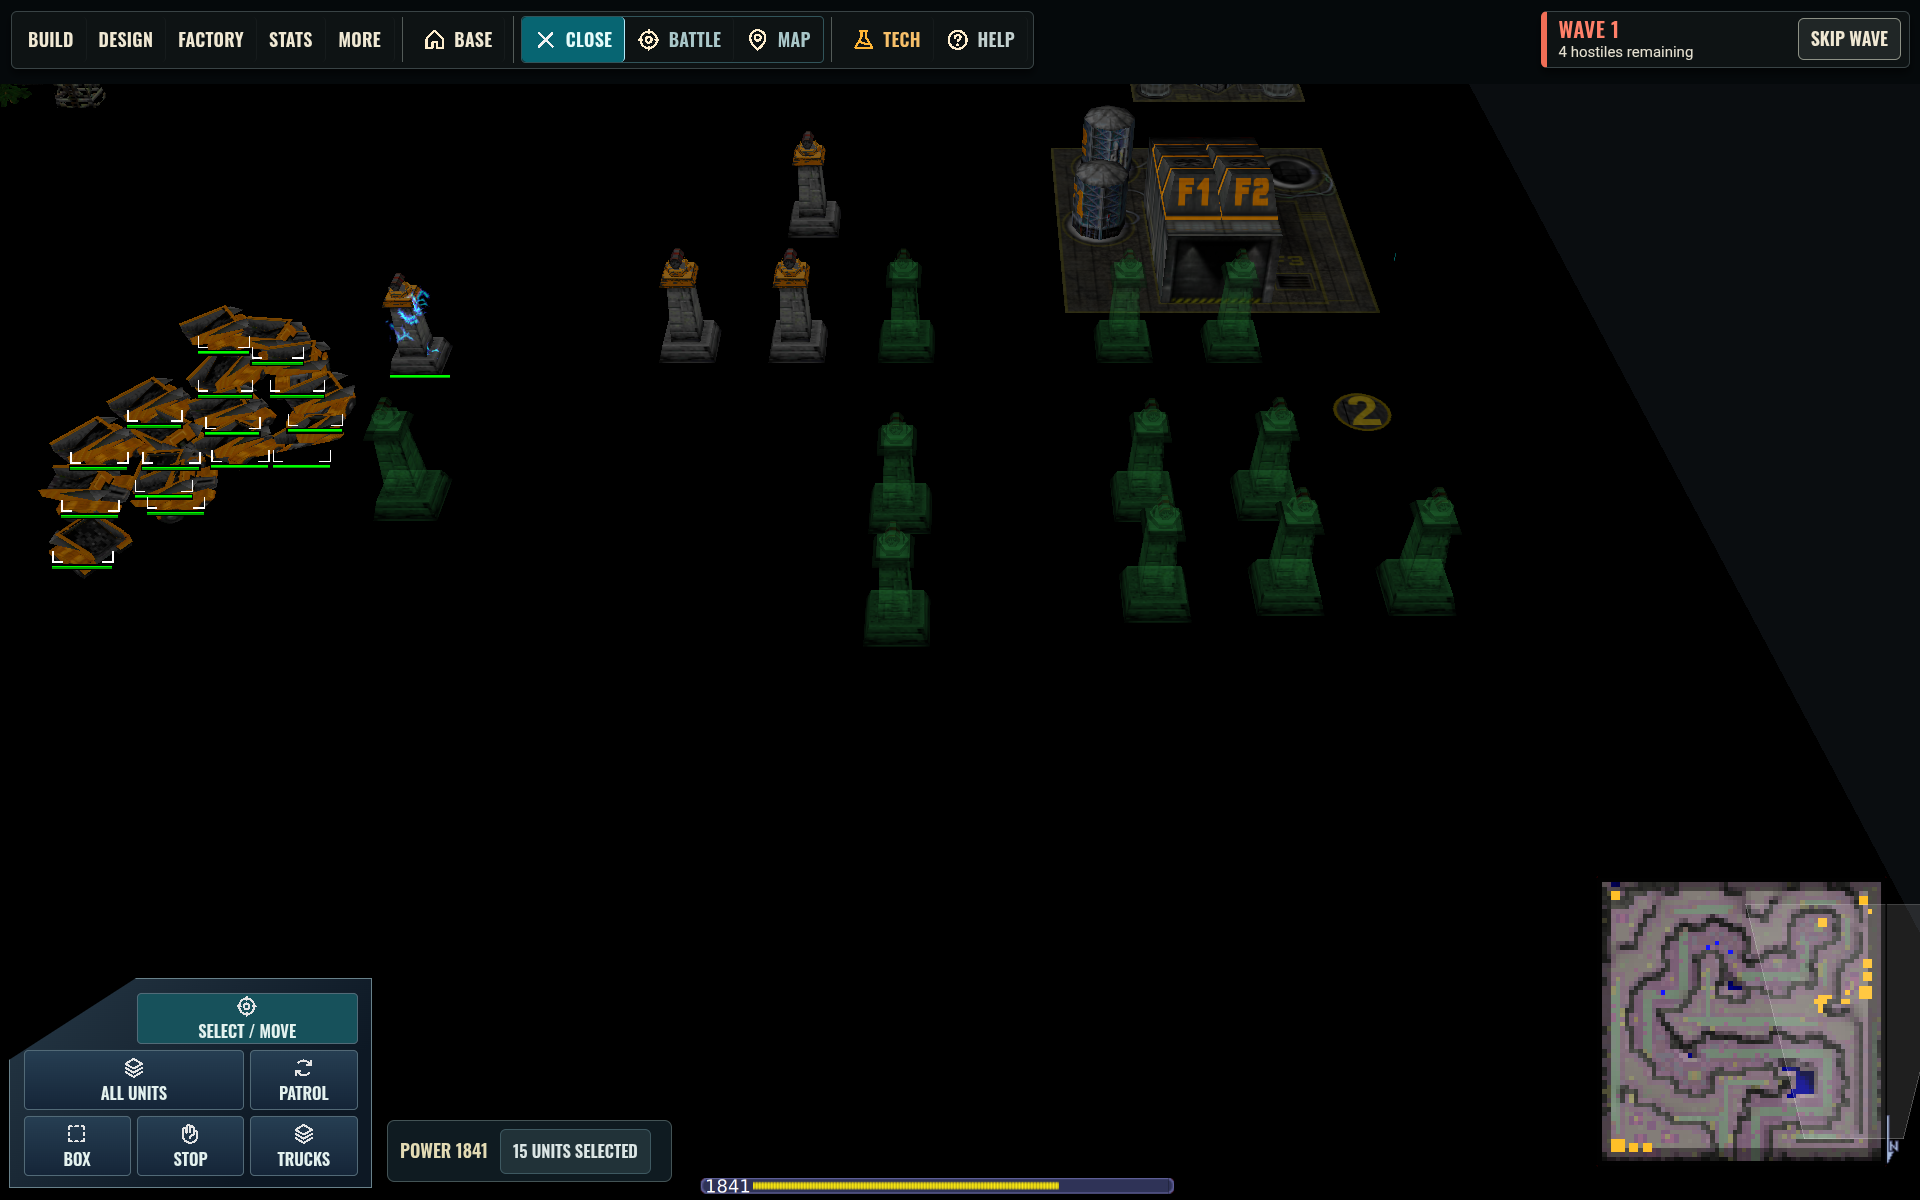 BUILD DESIGN FACTORY STATS MORE BASE CLOSE BATTLE MAP TECH HELP
WAVE 1
4 hostiles remaining
SKIP WAVE
F1 F2
F3
2
SELECT / MOVE
ALL UNITS
PATROL
BOX
STOP
TRUCKS
POWER 1841
15 UNITS SELECTED
1841
N